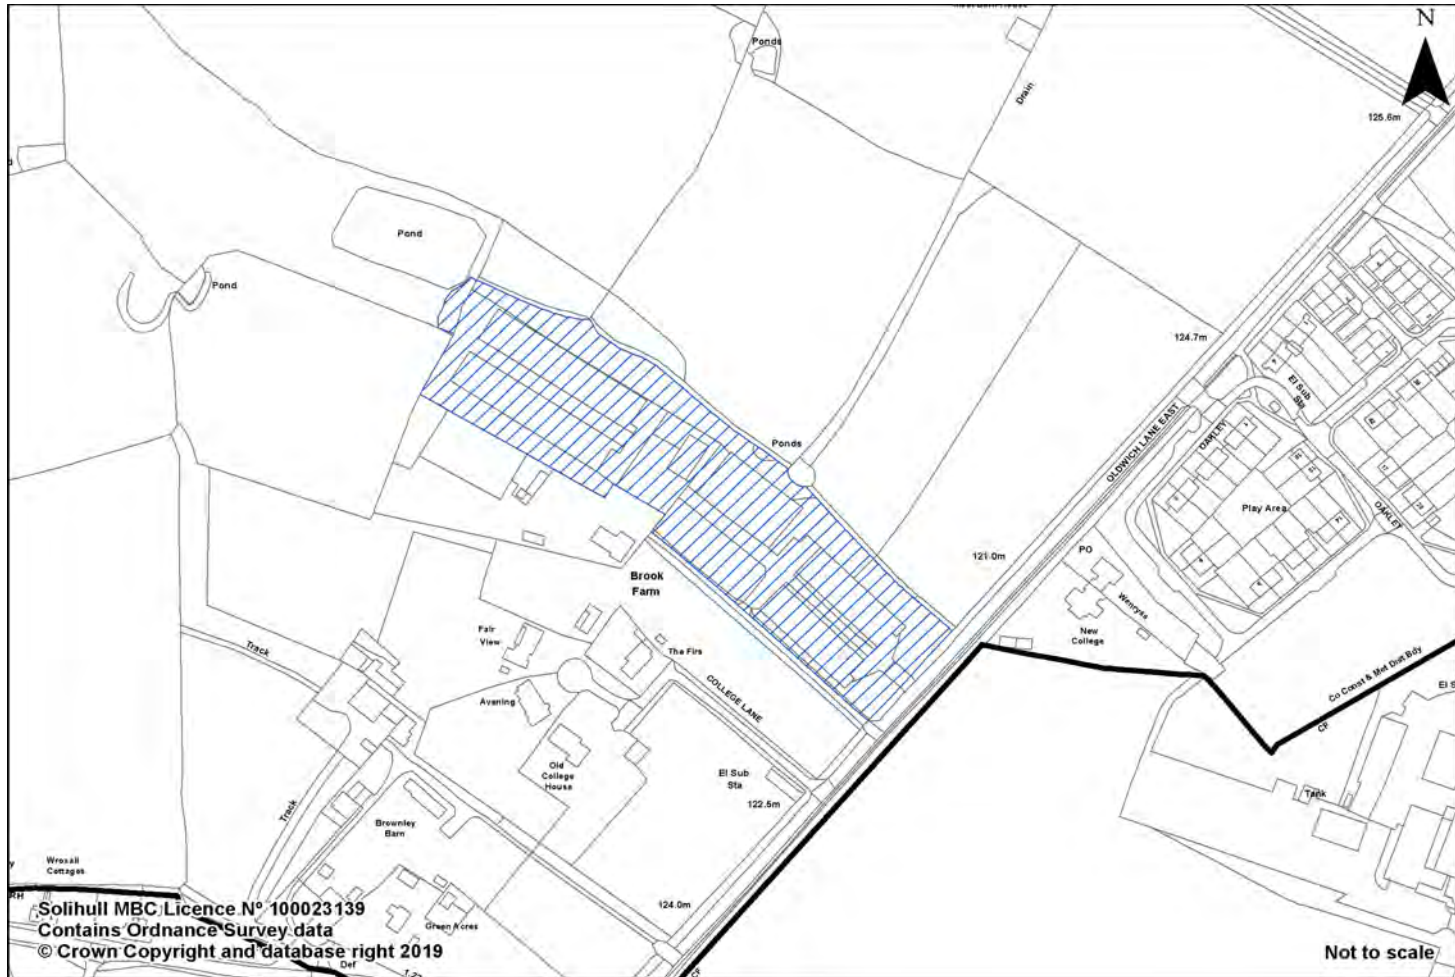 N
Ponds
Drain
125.6m
Pond
Pond
124.7m
El Sub
Sta
OLDWICH LANE EAST
OAKLEY
Ponds
Play Area
OAKLEY
121.0m
PO
Wenrysa
New
College
Brook
Farm
Fair
View
The Firs
Track
COLLEGE LANE
Avening
Co Const & Met Dist Bdy
CF
Old
College
House
El Sub
Sta
122.5m
Tank
Track
Brownley
Barn
Wroxall
Cottages
124.0m
Green Acres
Solihull MBC Licence Nº 100023139
Contains Ordnance Survey data
© Crown Copyright and database right 2019
Def
CF
Not to scale